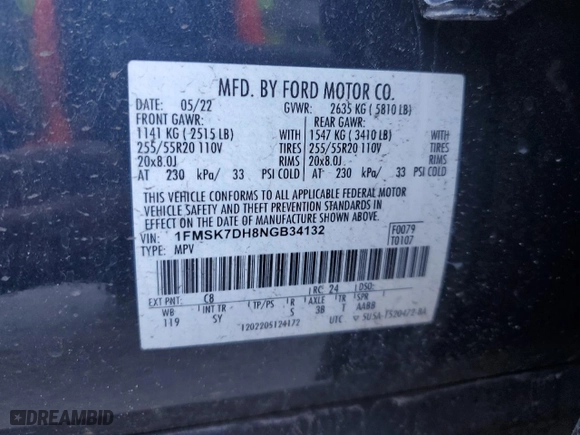 MFD. BY FORD MOTOR CO.
DATE: 05/22 GVWR: 2635 KG (5810 LB)
FRONT GAWR: REAR GAWR:
1141 KG (2515 LB) WITH 1547 KG (3410 LB) WITH
255/55R20 110V TIRES 255/55R20 110V TIRES
20x8.0J RIMS 20x8.0J RIMS
AT 230 kPa/ 33 PSI COLD AT 230 kPa/ 33 PSI COLD
THIS VEHICLE CONFORMS TO ALL APPLICABLE FEDERAL MOTOR
VEHICLE SAFETY AND THEFT PREVENTION STANDARDS IN
EFFECT ON THE DATE OF MANUFACTURE SHOWN ABOVE.
VIN: 1FMSK7DH8NGB34132 F0079
TYPE: MPV T0107
EXT PNT: C8 RC: 24 DSO:
WB INT TR TP/PS R AXLE TR SPR
119 SY S 3B T AABB
1202205124172 UTC
DREAMBID